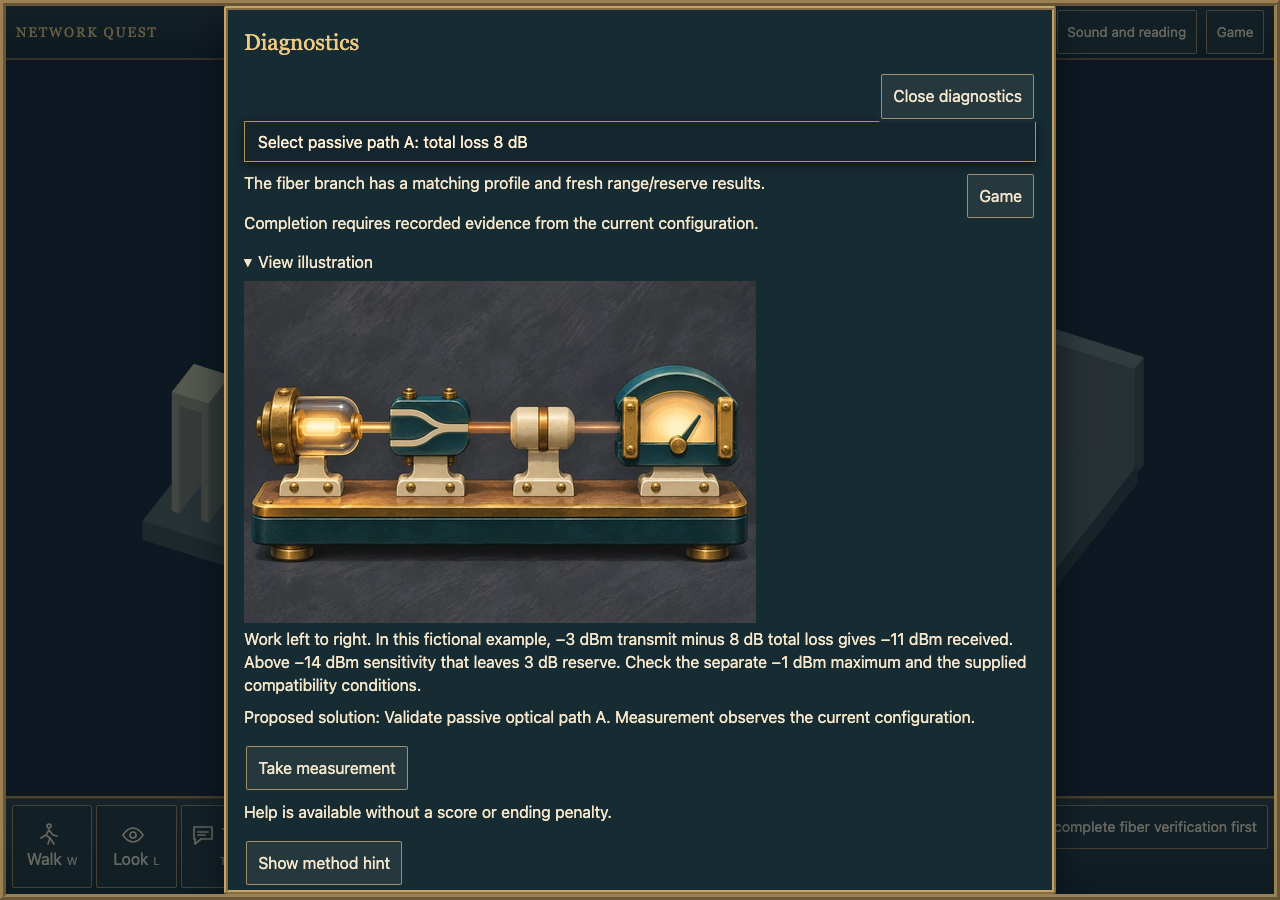 NETWORK QUEST
Sound and reading
Game
Diagnostics
Close diagnostics
Select passive path A: total loss 8 dB
The fiber branch has a matching profile and fresh range/reserve results.
Game
Completion requires recorded evidence from the current configuration.
▼ View illustration
Work left to right. In this fictional example, −3 dBm transmit minus 8 dB total loss gives −11 dBm received.
Above −14 dBm sensitivity that leaves 3 dB reserve. Check the separate −1 dBm maximum and the supplied
compatibility conditions.
Proposed solution: Validate passive optical path A. Measurement observes the current configuration.
Take measurement
Help is available without a score or ending penalty.
Show method hint
Walk W
Look L
complete fiber verification first